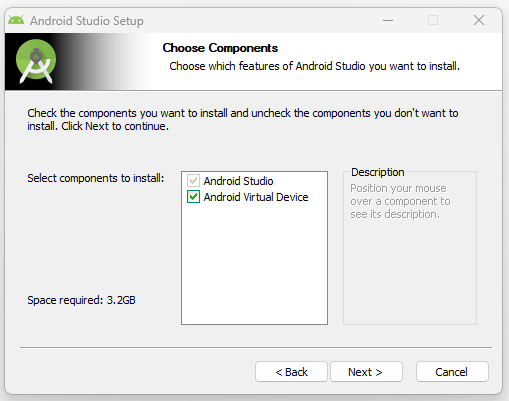 Android Studio Setup
Choose Components
Choose which features of Android Studio you want to install.
Check the components you want to install and uncheck the components you don't want to
install. Click Next to continue.
Select components to install:
Android Studio
Android Virtual Device
Description
Position your mouse
over a component to
see its description.
Space required: 3.2GB
< Back
Next >
Cancel